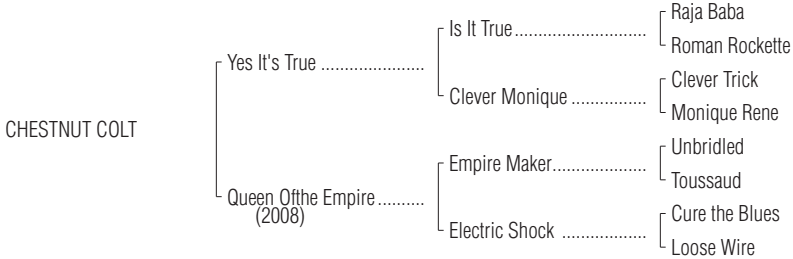 Raja Baba
Is It True
Roman Rockette
Yes It's True
Clever Trick
Clever Monique
Monique Rene
CHESTNUT COLT
Unbridled
Empire Maker
Toussaud
Queen Ofthe Empire
(2008)
Cure the Blues
Electric Shock
Loose Wire